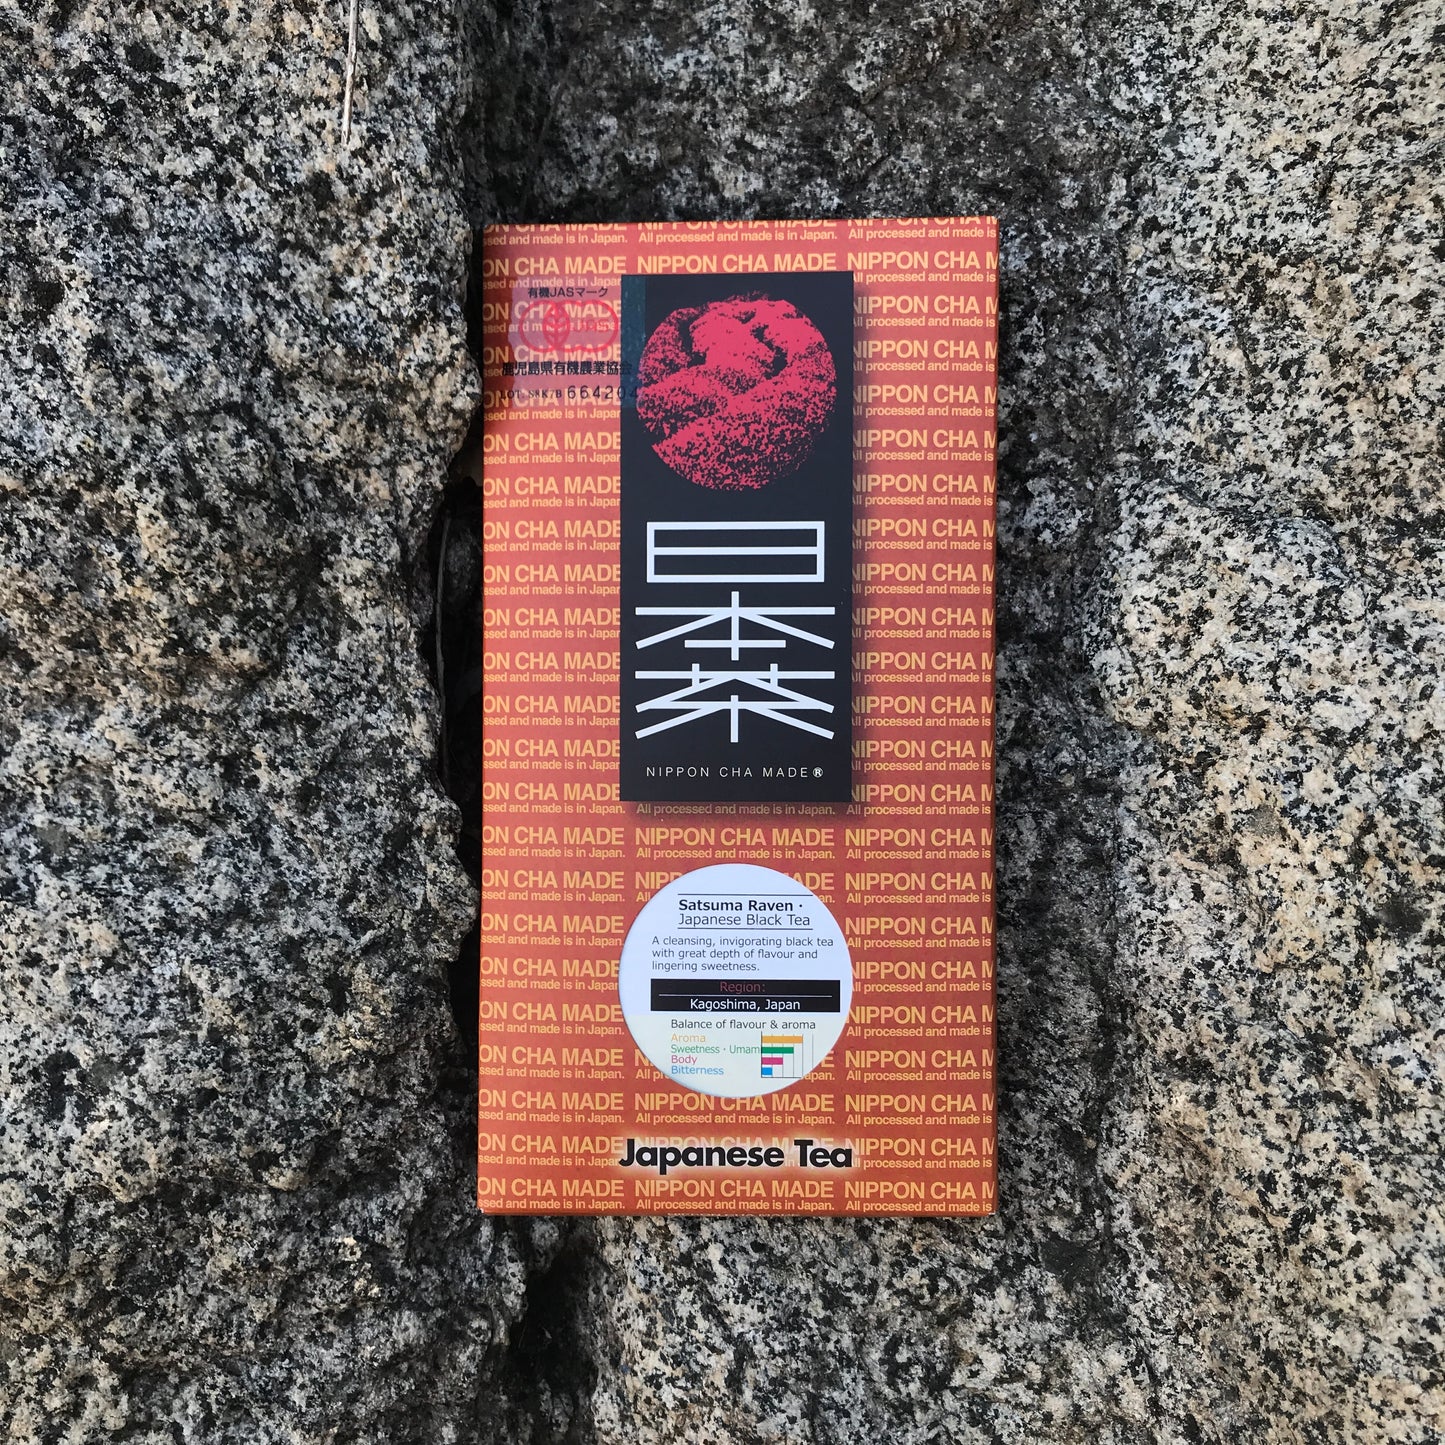 NIPPON CHA MADE
All processed and made is in Japan.
有機JASマーク
鹿児島県有機農業協会
664204
日本茶
NIPPON CHA MADE®
Satsuma Raven・
Japanese Black Tea
A cleansing, invigorating black tea
with great depth of flavour and
lingering sweetness.
Region:
Kagoshima, Japan
Balance of flavour & aroma
Aroma
Sweetness・Umami
Body
Bitterness
Japanese Tea